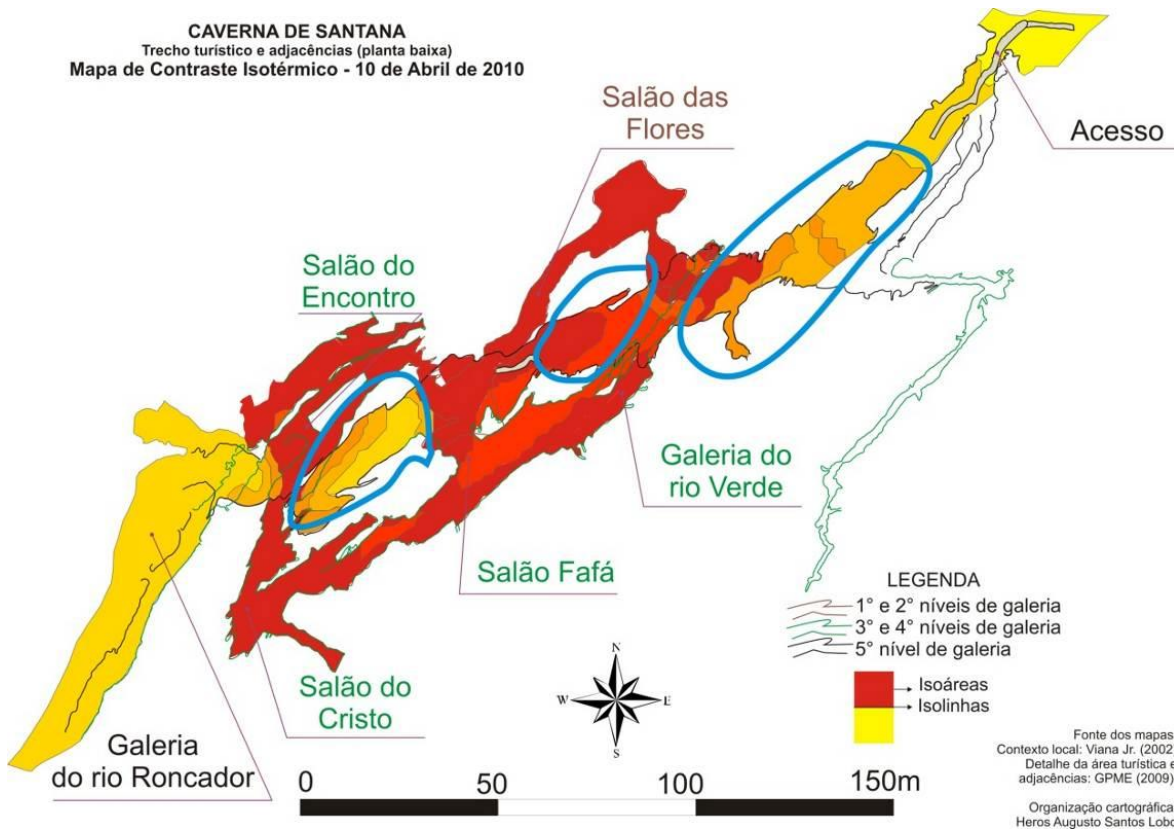 CAVERNA DE SANTANA
Trecho turístico e adjacências (planta baixa)
Mapa de Contraste Isotérmico - 10 de Abril de 2010
Salão das
Flores
Acesso
Salão do
Encontro
Galeria do
rio Verde
Salão Fafá
Salão do
Cristo
Galeria
do rio Roncador
N
W
E
S
0
50
100
150m
LEGENDA
1° e 2° níveis de galeria
3° e 4° níveis de galeria
5° nível de galeria
Isoáreas
Isolinhas
Fonte dos mapas
Contexto local: Viana Jr. (2002
Detalhe da área turística e
adjacências: GPME (2009)
Organização cartográfica
Heros Augusto Santos Lobo